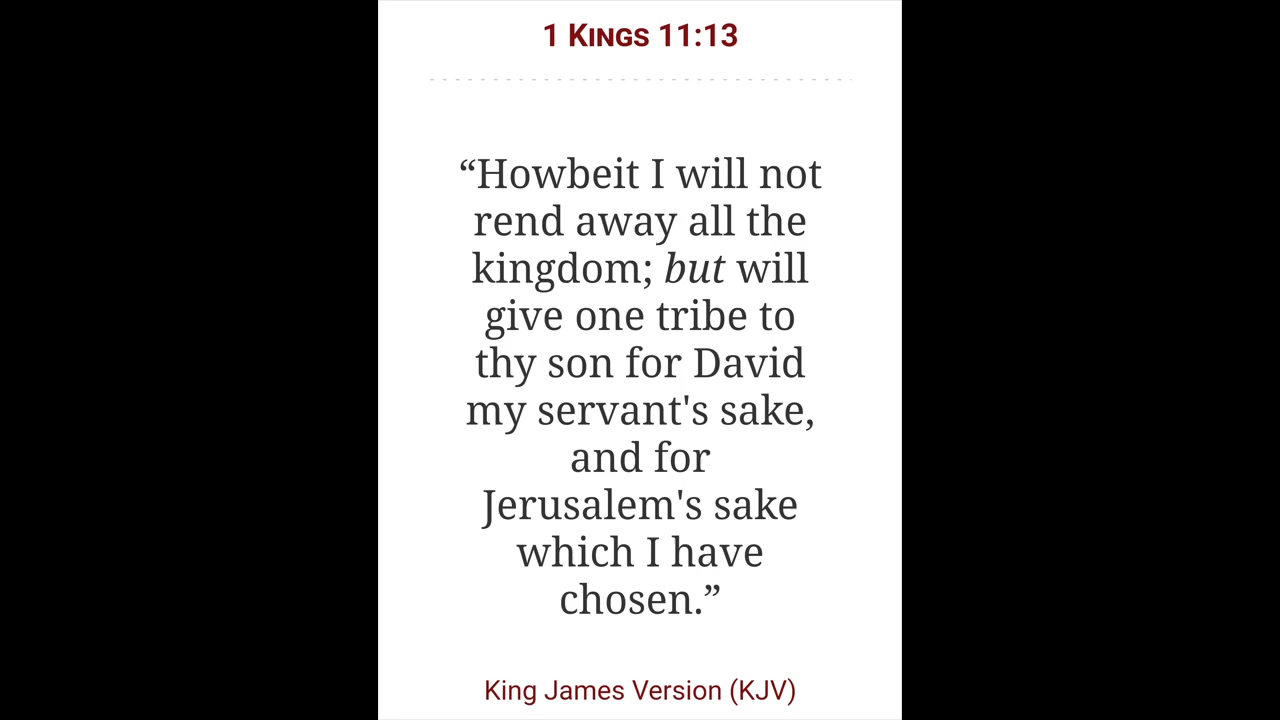 1 Kings 11:13
“Howbeit I will not
rend away all the
kingdom; but will
give one tribe to
thy son for David
my servant's sake,
and for
Jerusalem's sake
which I have
chosen.”
King James Version (KJV)